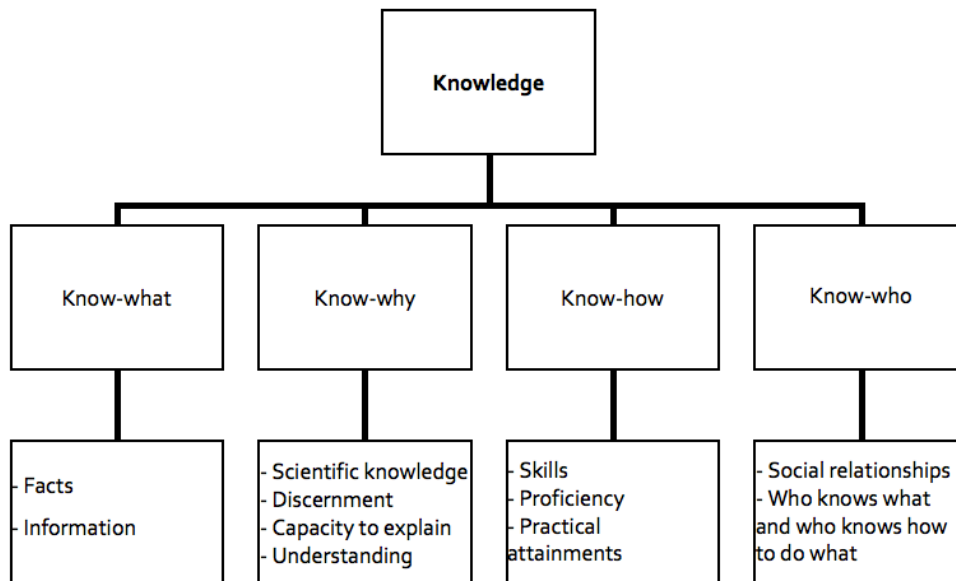 Knowledge
Know-what
Know-why
Know-how
Know-who
- Facts
- Information
- Scientific knowledge
- Discernment
- Capacity to explain
- Understanding
- Skills
- Proficiency
- Practical
attainments
- Social relationships
- Who knows what
and who knows how
to do what